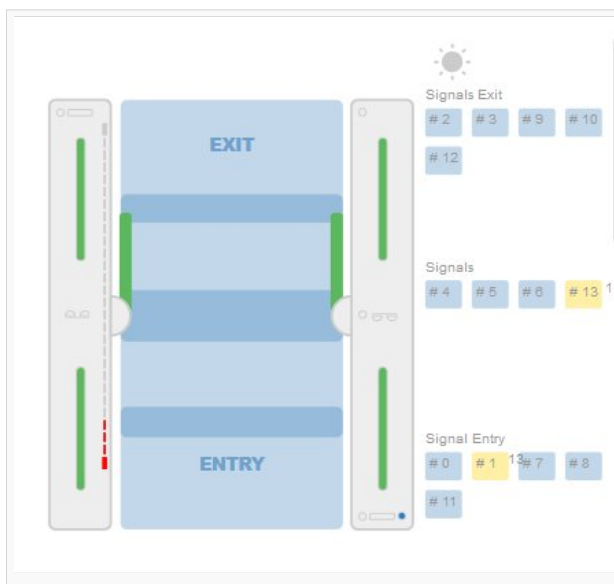 Signals Exit
# 2 # 3 # 9 # 10
# 12
EXIT
Signals
# 4 # 5 # 6 # 13 1
Signal Entry
# 0 # 1 13 # 7 # 8
ENTRY
# 11